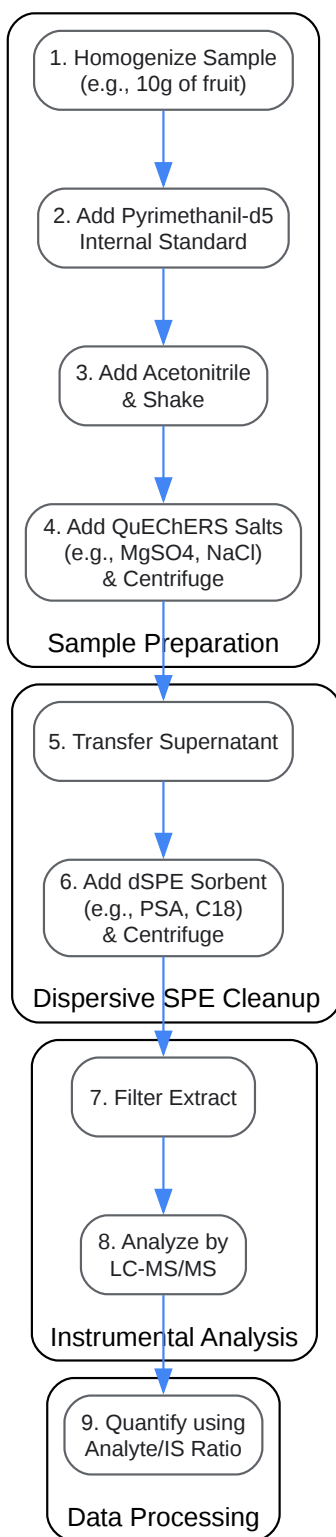 1. Homogenize Sample
(e.g., 10g of fruit)
2. Add Pyrimethanil-d5
Internal Standard
3. Add Acetonitrile
& Shake
4. Add QuEChERS Salts
(e.g., MgSO4, NaCl)
& Centrifuge
Sample Preparation
5. Transfer Supernatant
6. Add dSPE Sorbent
(e.g., PSA, C18)
& Centrifuge
Dispersive SPE Cleanup
7. Filter Extract
8. Analyze by
LC-MS/MS
Instrumental Analysis
9. Quantify using
Analyte/IS Ratio
Data Processing